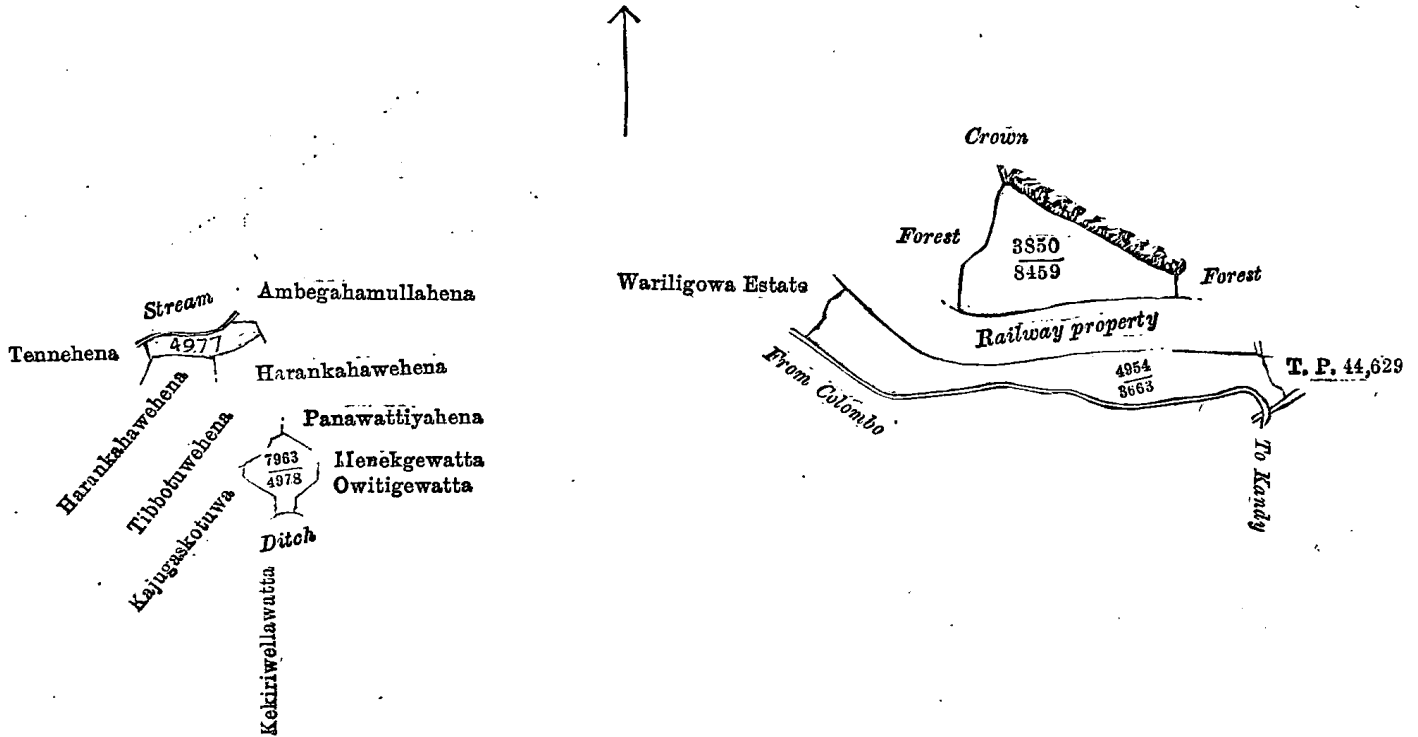 Stream
Ambegahamullahena
Tennehena
4977
Harankahawehena
Harankahawehena
Tibbotuwehena
Kajugaskotuwa
Panawattiyahena
7963
4978
Henekgewatta
Owitigewatta
Ditch
Kekiriwellawatta
Crown
Forest
3850
8459
Forest
Wariligowa Estate
Railway property
From Colombo
4954
8663
T. P. 44,629
To Kandy